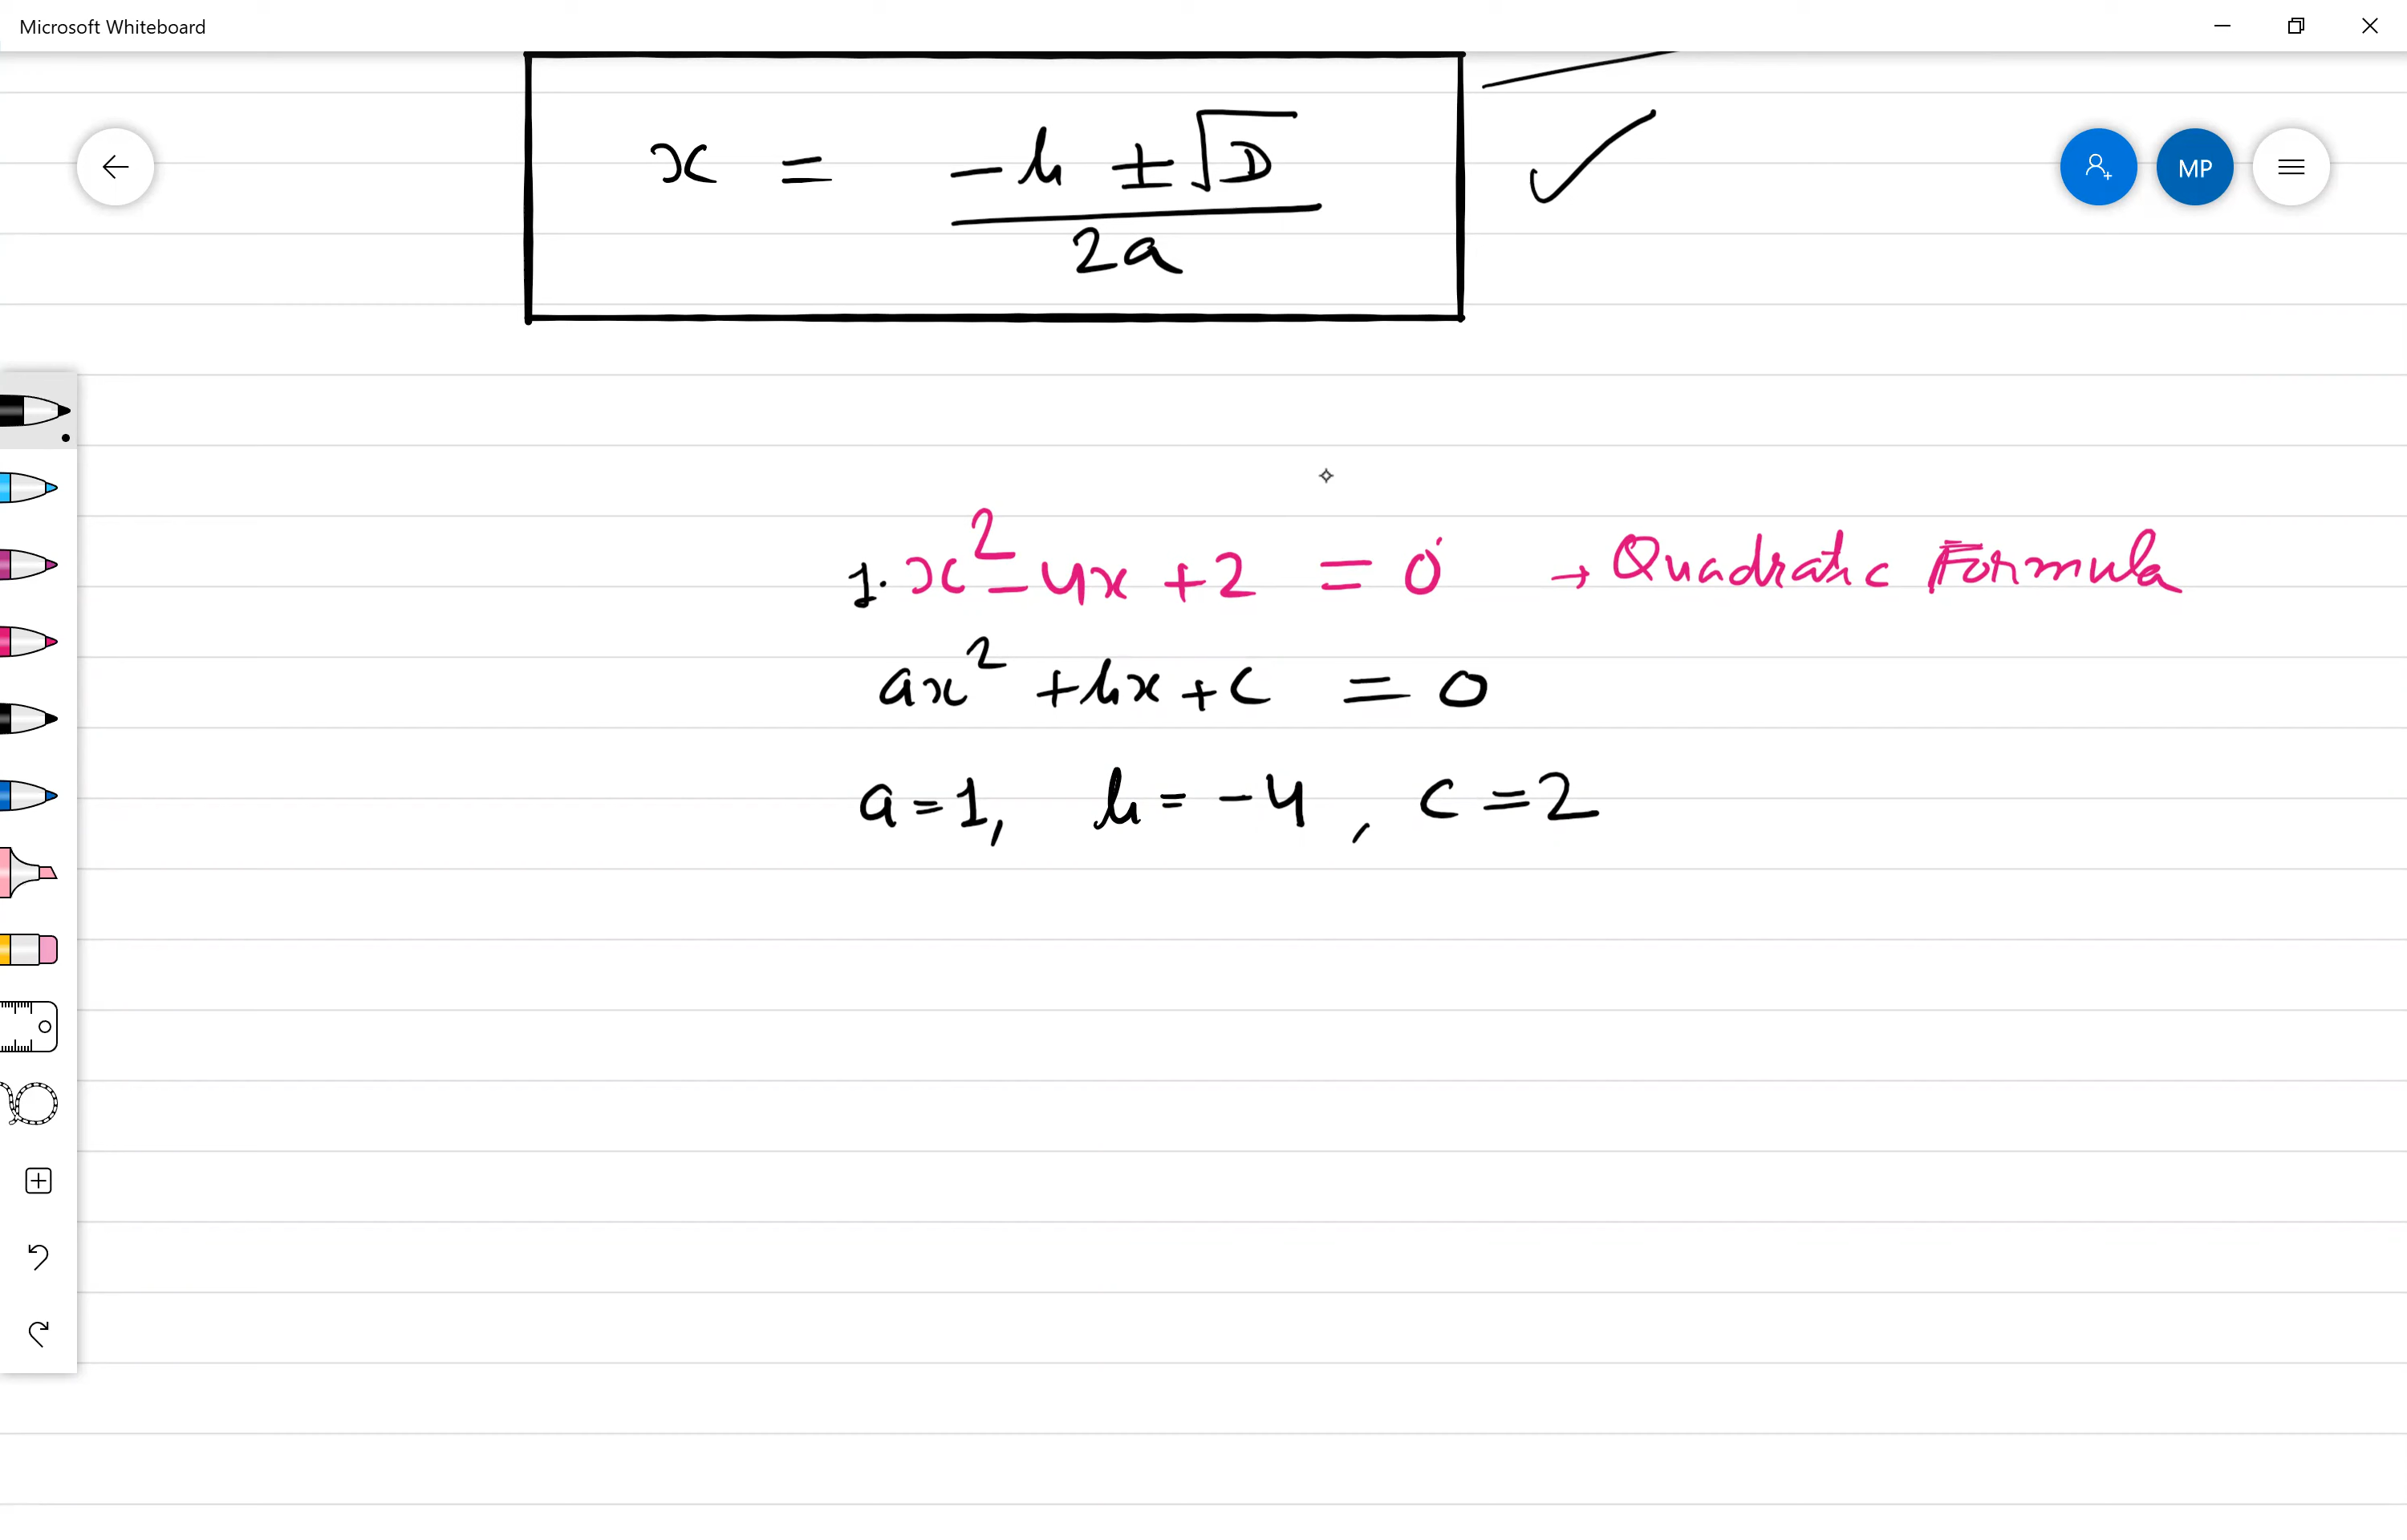 Microsoft Whiteboard
x = (-b ± √D) / 2a
MP
1. x² - 4x + 2 = 0 → Quadratic Formula
ax² + bx + c = 0
a = 1, b = -4, c = 2